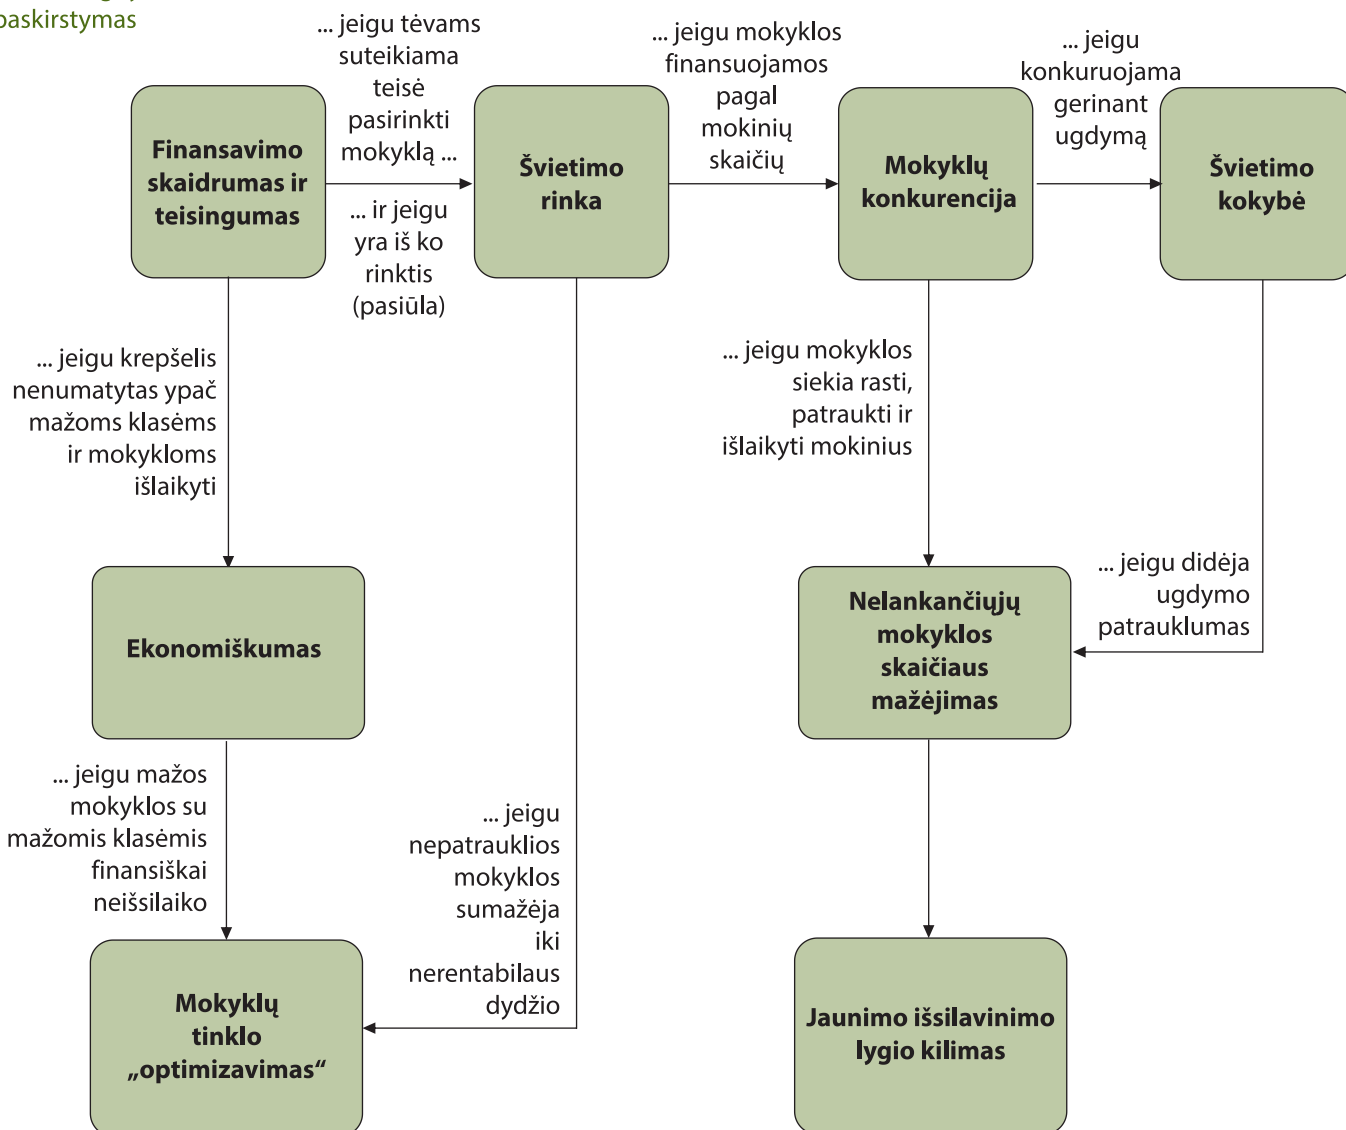 paskirstymas
... jeigu tėvams
suteikiama
teisė
pasirinkti
mokyklą ...
... ir jeigu
yra iš ko
rinktis
(pasiūla)
... jeigu mokyklos
finansuojamos
pagal
mokinių
skaičių
... jeigu
konkuruojama
gerinant
ugdymą
Finansavimo
skaidrumas ir
teisingumas
Švietimo
rinka
Mokyklų
konkurencija
Švietimo
kokybė
... jeigu krepšelis
nenumatytas ypač
mažoms klasėms
ir mokykloms
išlaikyti
... jeigu mokyklos
siekia rasti,
patraukti ir
išlaikyti mokinius
... jeigu didėja
ugdymo
patrauklumas
Ekonomiškumas
Nelankančiųjų
mokyklos
skaičiaus
mažėjimas
... jeigu mažos
mokyklos su
mažomis klasėmis
finansiškai
neišsilaiko
... jeigu
nepatrauklios
mokyklos
sumažėja
iki
nerentabilaus
dydžio
Mokyklų
tinklo
„optimizavimas“
Jaunimo išsilavinimo
lygio kilimas